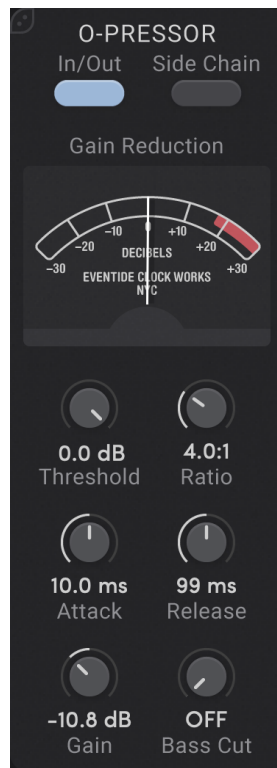 O-PRESSOR
In/Out Side Chain
Gain Reduction
-30 -20 -10 0 +10 +20 +30
DECIBELS
EVENTIDE CLOCK WORKS
NYC
0.0 dB 4.0:1
Threshold Ratio
10.0 ms 99 ms
Attack Release
-10.8 dB OFF
Gain Bass Cut